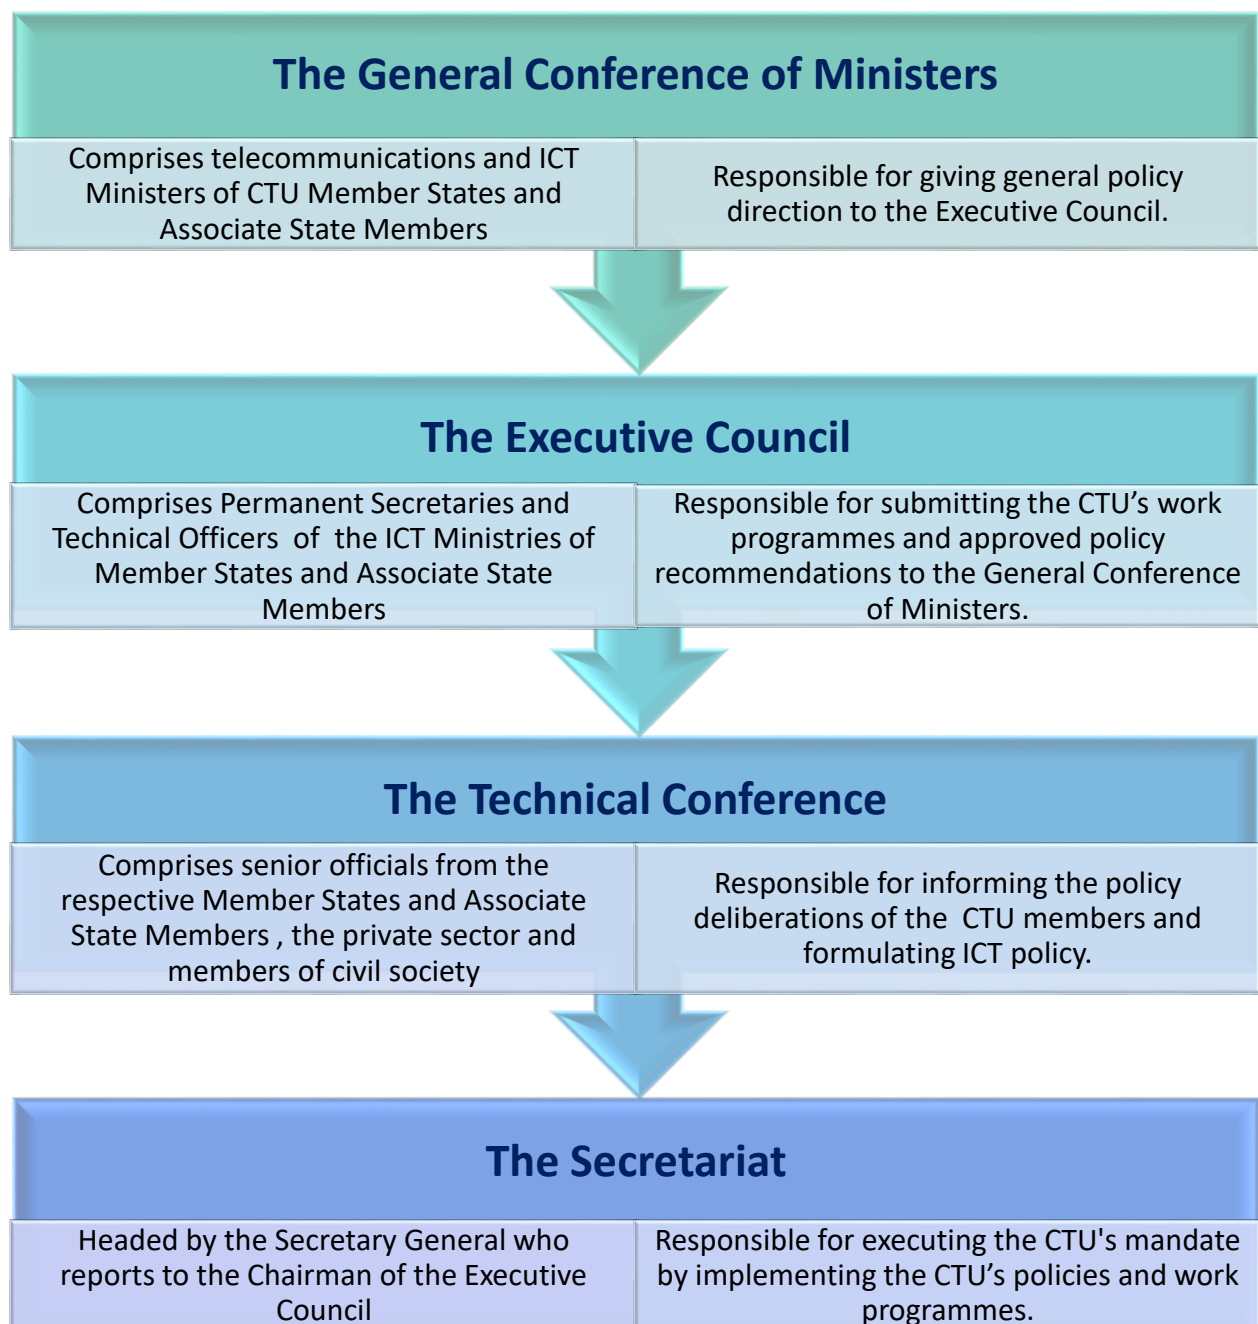 The General Conference of Ministers
Comprises telecommunications and ICT
Ministers of CTU Member States and
Associate State Members
Responsible for giving general policy
direction to the Executive Council.
The Executive Council
Comprises Permanent Secretaries and
Technical Officers of the ICT Ministries of
Member States and Associate State
Members
Responsible for submitting the CTU’s work
programmes and approved policy
recommendations to the General Conference
of Ministers.
The Technical Conference
Comprises senior officials from the
respective Member States and Associate
State Members , the private sector and
members of civil society
Responsible for informing the policy
deliberations of the CTU members and
formulating ICT policy.
The Secretariat
Headed by the Secretary General who
reports to the Chairman of the Executive
Council
Responsible for executing the CTU's mandate
by implementing the CTU’s policies and work
programmes.